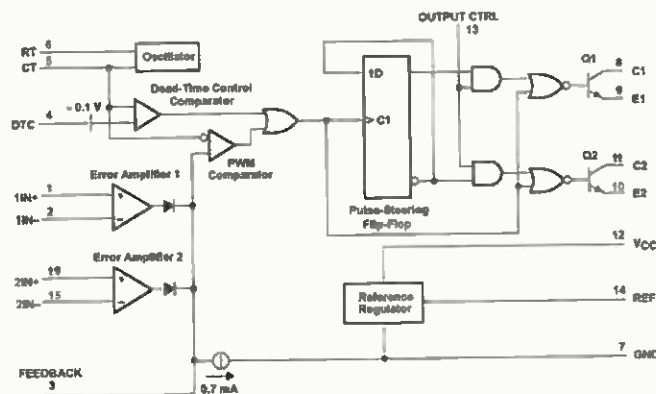 OUTPUT CTRL
13
6
RT
5
CT
Oscillator
Dead-Time Control
Comparator
≈ 0.1 V
4
DTC
PWM
Comparator
1D
C1
Pulse-Steering
Flip-Flop
Q1
8
C1
9
E1
Q2
11
C2
10
E2
Error Amplifier 1
1
1IN+
2
1IN–
+
–
Error Amplifier 2
2IN+
15
2IN–
+
–
12
VCC
14
REF
Reference
Regulator
7
GND
FEEDBACK
3
0.7 mA